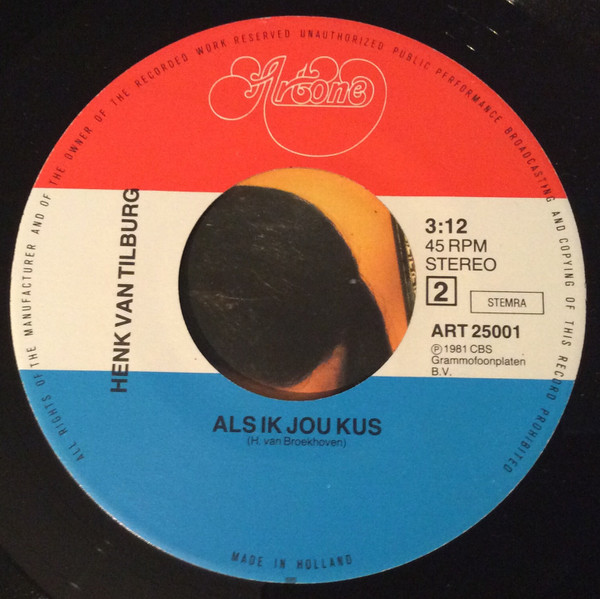 ALL RIGHTS OF THE MANUFACTURER AND OF THE OWNER OF THE RECORDED WORK RESERVED UNAUTHORIZED PUBLIC PERFORMANCE BROADCASTING AND COPYING OF THIS RECORD PROHIBITED
Artone
HENK VAN TILBURG
3:12
45 RPM
STEREO
2
STEMRA
ART 25001
Ⓟ 1981 CBS
Grammofoonplaten
B.V.
ALS IK JOU KUS
(H. van Broekhoven)
MADE IN HOLLAND